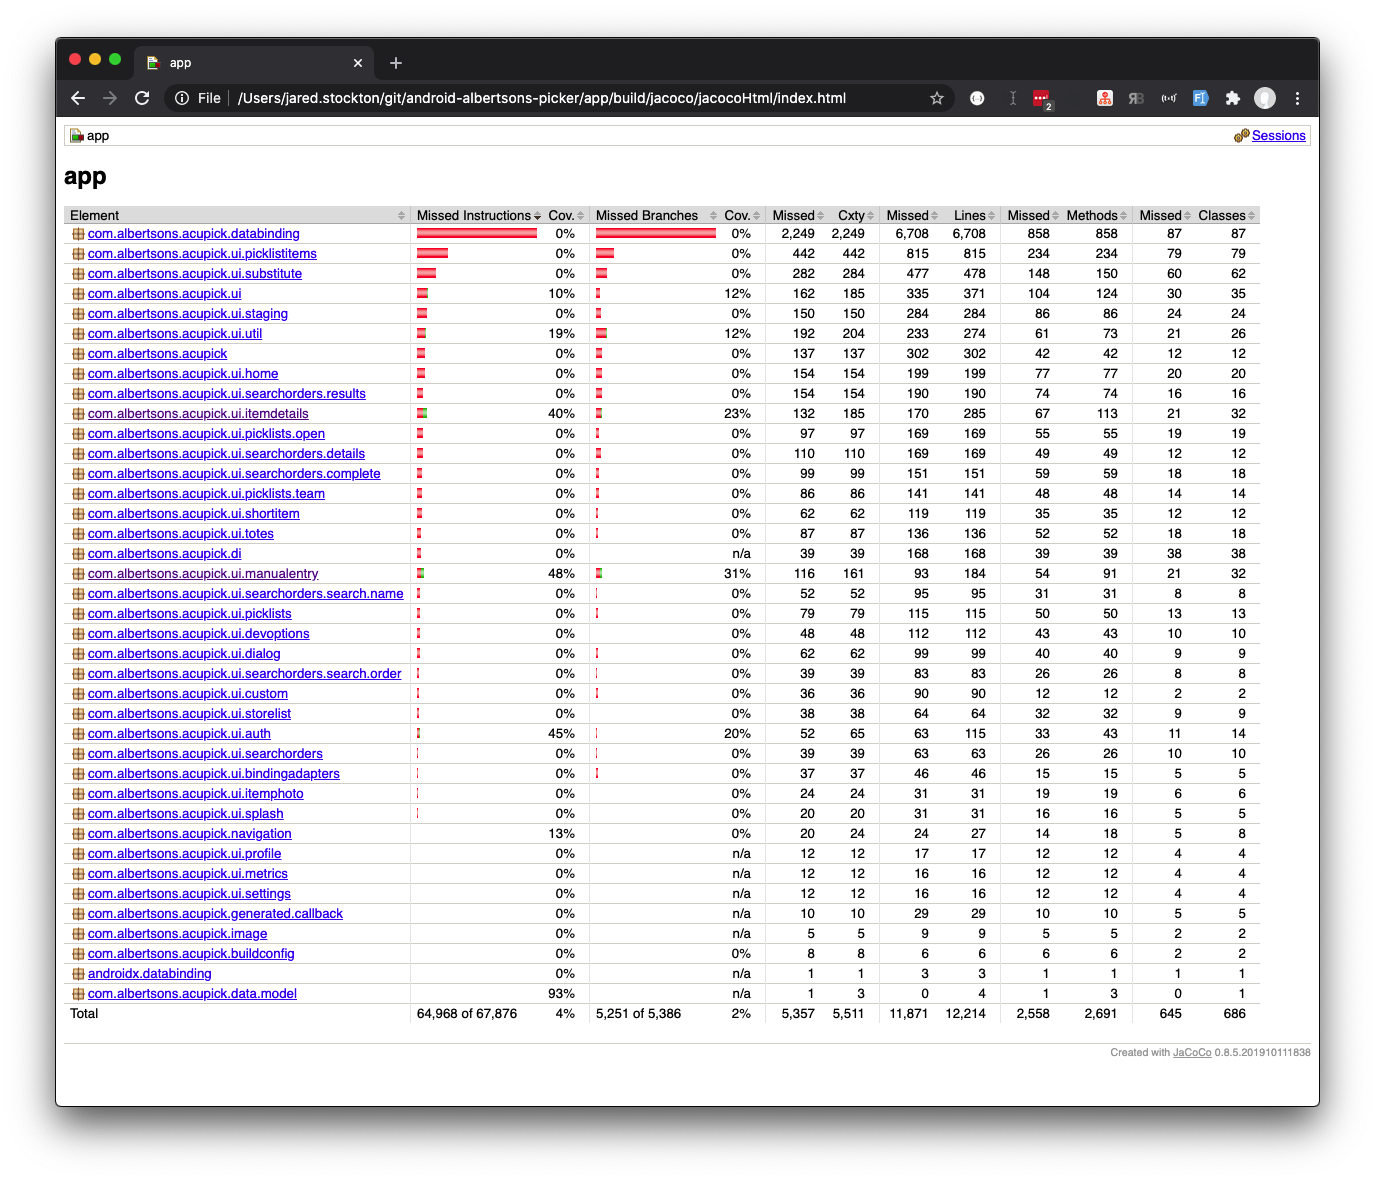 app
File /Users/jared.stockton/git/android-albertsons-picker/app/build/jacoco/jacocoHtml/index.html
2
app Sessions
app
Element Missed Instructions Cov. Missed Branches Cov. Missed Cxty Missed Lines Missed Methods Missed Classes
com.albertsons.acupick.databinding 0% 0% 2,249 2,249 6,708 6,708 858 858 87 87
com.albertsons.acupick.ui.picklistitems 0% 0% 442 442 815 815 234 234 79 79
com.albertsons.acupick.ui.substitute 0% 0% 282 284 477 478 148 150 60 62
com.albertsons.acupick.ui 10% 12% 162 185 335 371 104 124 30 35
com.albertsons.acupick.ui.staging 0% 0% 150 150 284 284 86 86 24 24
com.albertsons.acupick.ui.util 19% 12% 192 204 233 274 61 73 21 26
com.albertsons.acupick 0% 0% 137 137 302 302 42 42 12 12
com.albertsons.acupick.ui.home 0% 0% 154 154 199 199 77 77 20 20
com.albertsons.acupick.ui.searchorders.results 0% 0% 154 154 190 190 74 74 16 16
com.albertsons.acupick.ui.itemdetails 40% 23% 132 185 170 285 67 113 21 32
com.albertsons.acupick.ui.picklists.open 0% 0% 97 97 169 169 55 55 19 19
com.albertsons.acupick.ui.searchorders.details 0% 0% 110 110 169 169 49 49 12 12
com.albertsons.acupick.ui.searchorders.complete 0% 0% 99 99 151 151 59 59 18 18
com.albertsons.acupick.ui.picklists.team 0% 0% 86 86 141 141 48 48 14 14
com.albertsons.acupick.ui.shortitem 0% 0% 62 62 119 119 35 35 12 12
com.albertsons.acupick.ui.totes 0% 0% 87 87 136 136 52 52 18 18
com.albertsons.acupick.di 0% n/a 39 39 168 168 39 39 38 38
com.albertsons.acupick.ui.manualentry 48% 31% 116 161 93 184 54 91 21 32
com.albertsons.acupick.ui.searchorders.search.name 0% 0% 52 52 95 95 31 31 8 8
com.albertsons.acupick.ui.picklists 0% 0% 79 79 115 115 50 50 13 13
com.albertsons.acupick.ui.devoptions 0% 0% 48 48 112 112 43 43 10 10
com.albertsons.acupick.ui.dialog 0% 0% 62 62 99 99 40 40 9 9
com.albertsons.acupick.ui.searchorders.search.order 0% 0% 39 39 83 83 26 26 8 8
com.albertsons.acupick.ui.custom 0% 0% 36 36 90 90 12 12 2 2
com.albertsons.acupick.ui.storelist 0% 0% 38 38 64 64 32 32 9 9
com.albertsons.acupick.ui.auth 45% 20% 52 65 63 115 33 43 11 14
com.albertsons.acupick.ui.searchorders 0% 0% 39 39 63 63 26 26 10 10
com.albertsons.acupick.ui.bindingadapters 0% 0% 37 37 46 46 15 15 5 5
com.albertsons.acupick.ui.itemphoto 0% 0% 24 24 31 31 19 19 6 6
com.albertsons.acupick.ui.splash 0% 0% 20 20 31 31 16 16 5 5
com.albertsons.acupick.navigation 13% 0% 20 24 24 27 14 18 5 8
com.albertsons.acupick.ui.profile 0% n/a 12 12 17 17 12 12 4 4
com.albertsons.acupick.ui.metrics 0% n/a 12 12 16 16 12 12 4 4
com.albertsons.acupick.ui.settings 0% n/a 12 12 16 16 12 12 4 4
com.albertsons.acupick.generated.callback 0% n/a 10 10 29 29 10 10 5 5
com.albertsons.acupick.image 0% n/a 5 5 9 9 5 5 2 2
com.albertsons.acupick.buildconfig 0% 0% 8 8 6 6 6 6 2 2
androidx.databinding 0% n/a 1 1 3 3 1 1 1 1
com.albertsons.acupick.data.model 93% n/a 1 3 0 4 1 3 0 1
Total 64,968 of 67,876 4% 5,251 of 5,386 2% 5,357 5,511 11,871 12,214 2,558 2,691 645 686
Created with JaCoCo 0.8.5.201910111838